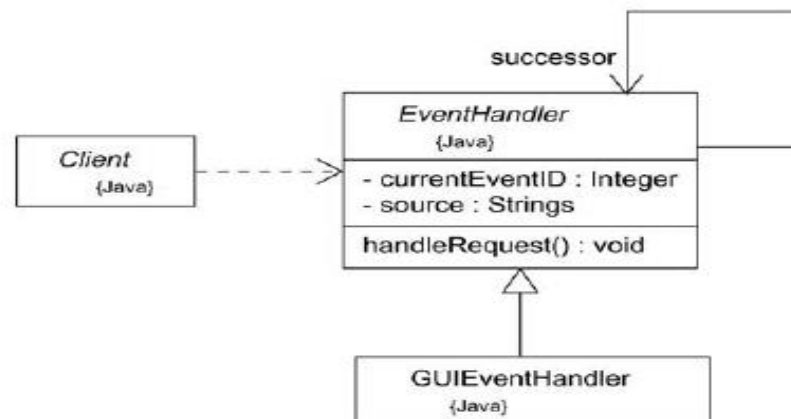 successor
EventHandler
{Java}
- currentEventID : Integer
- source : Strings
handleRequest() : void
Client
{Java}
GUIEventHandler
{Java}